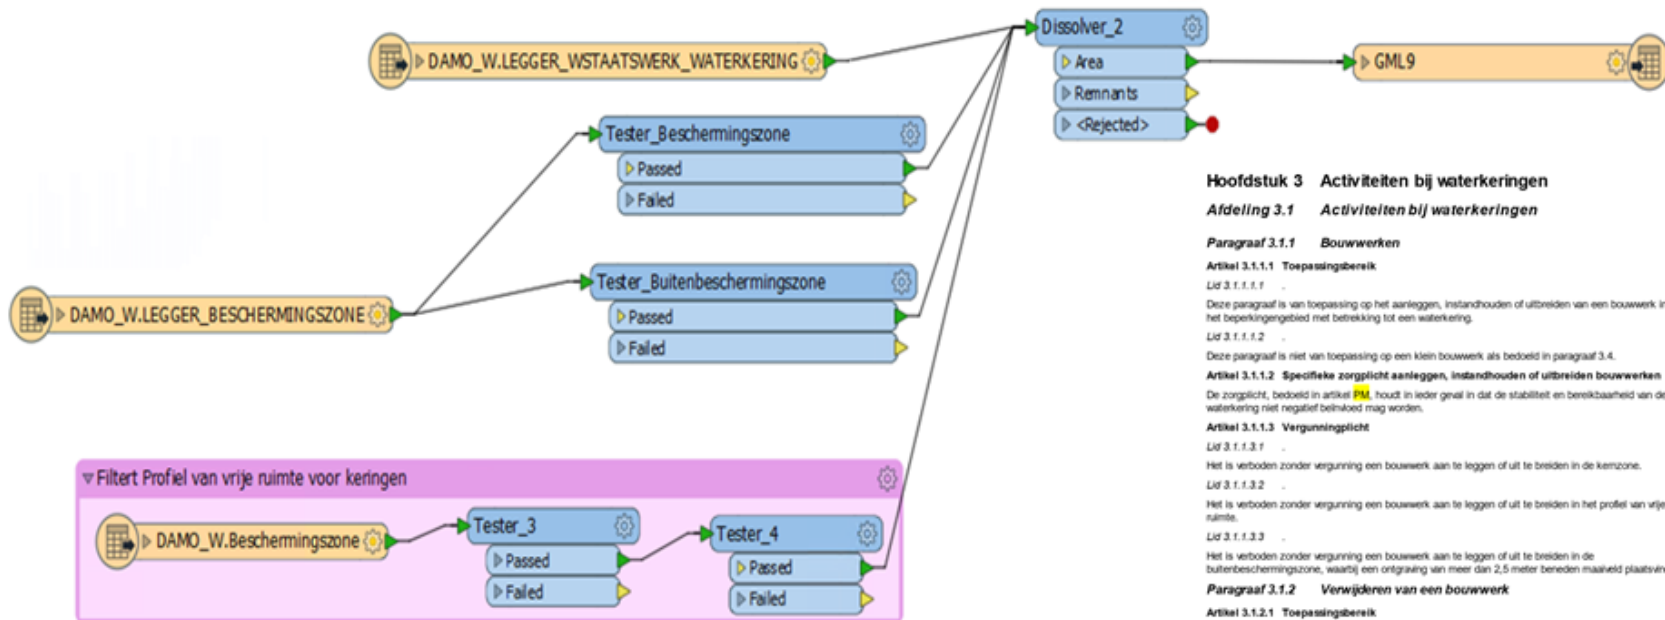 DAMO_W.LEGGER_WSTAATSWERK_WATERKERING
Dissolver_2
Area
Remnants
<Rejected>
GML9
Tester_Beschermingszone
Passed
Failed
DAMO_W.LEGGER_BESCHERMINGSZONE
Tester_Buitenbeschermingszone
Passed
Failed
Filtert Profiel van vrije ruimte voor keringen
DAMO_W.Beschermingszone
Tester_3
Passed
Failed
Tester_4
Passed
Failed
Hoofdstuk 3 Activiteiten bij waterkeringen
Afdeling 3.1 Activiteiten bij waterkeringen
Paragraaf 3.1.1 Bouwwerken
Artikel 3.1.1.1 Toepassingsbereik
Lid 3.1.1.1.1 .
Deze paragraaf is van toepassing op het aanleggen, instandhouden of uitbreiden van een bouwwerk in
het beperkingengebied met betrekking tot een waterkering.
Lid 3.1.1.1.2 .
Deze paragraaf is niet van toepassing op een klein bouwwerk als bedoeld in paragraaf 3.4.
Artikel 3.1.1.2 Specifieke zorgplicht aanleggen, instandhouden of uitbreiden bouwwerken
De zorgplicht, bedoeld in artikel PM, houdt in ieder geval in dat de stabiliteit en bereikbaarheid van de
waterkering niet negatief beïnvloed mag worden.
Artikel 3.1.1.3 Vergunningplicht
Lid 3.1.1.3.1 .
Het is verboden zonder vergunning een bouwwerk aan te leggen of uit te breiden in de kernzone.
Lid 3.1.1.3.2 .
Het is verboden zonder vergunning een bouwwerk aan te leggen of uit te breiden in het profiel van vrije
ruimte.
Lid 3.1.1.3.3 .
Het is verboden zonder vergunning een bouwwerk aan te leggen of uit te breiden in de
buitenbeschermingszone, waarbij een ontgraving van meer dan 2,5 meter beneden maaiveld plaatsvin
Paragraaf 3.1.2 Verwijderen van een bouwwerk
Artikel 3.1.2.1 Toepassingsbereik